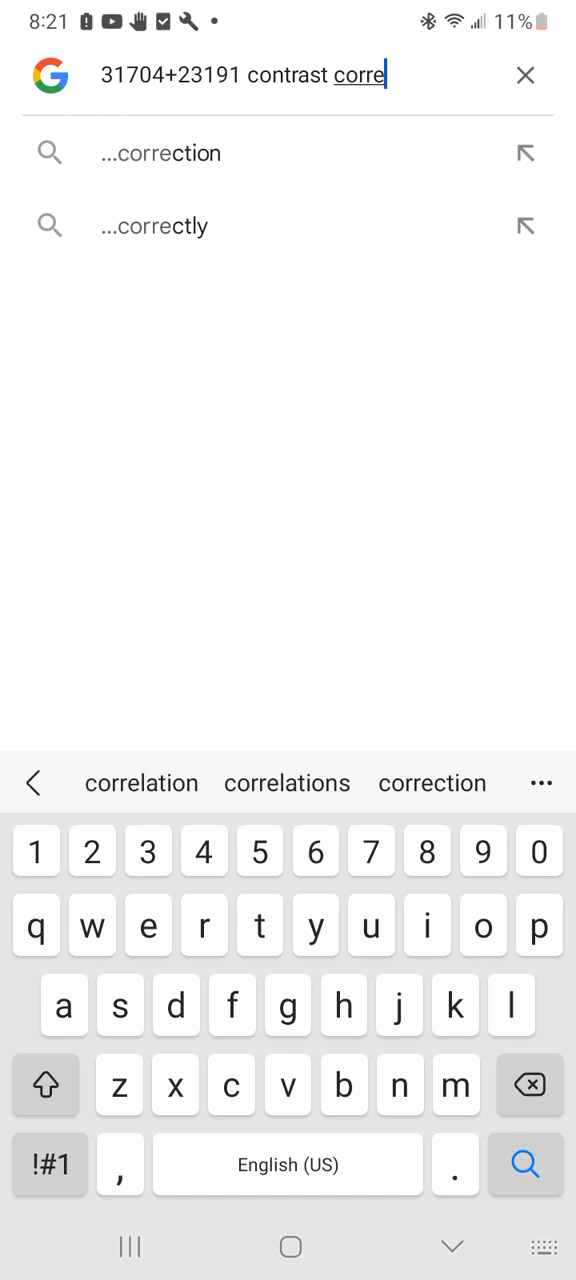 8:21 11%
31704+23191 contrast corre
...correction
...correctly
correlation correlations correction ...
1 2 3 4 5 6 7 8 9 0
q w e r t y u i o p
a s d f g h j k l
z x c v b n m
!#1 , English (US) .